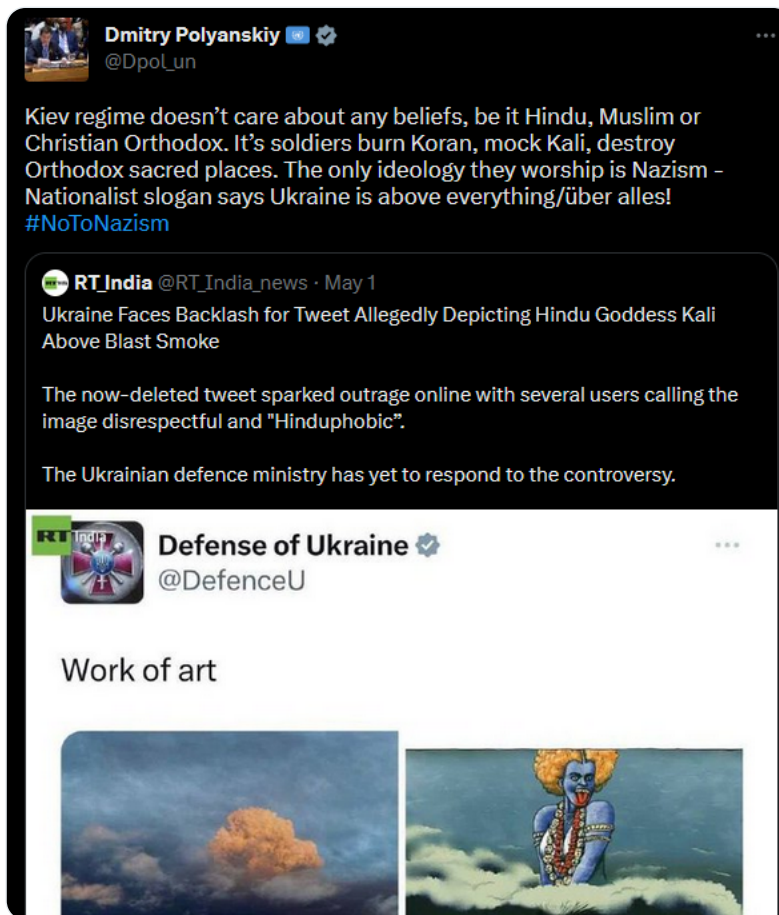 Dmitry Polyanskiy
@Dpol_un
Kiev regime doesn’t care about any beliefs, be it Hindu, Muslim or
Christian Orthodox. It’s soldiers burn Koran, mock Kali, destroy
Orthodox sacred places. The only ideology they worship is Nazism -
Nationalist slogan says Ukraine is above everything/über alles!
#NoToNazism
RT_India @RT_India_news · May 1
Ukraine Faces Backlash for Tweet Allegedly Depicting Hindu Goddess Kali
Above Blast Smoke
The now-deleted tweet sparked outrage online with several users calling the
image disrespectful and "Hinduphobic”.
The Ukrainian defence ministry has yet to respond to the controversy.
RT India
Defense of Ukraine
@DefenceU
Work of art